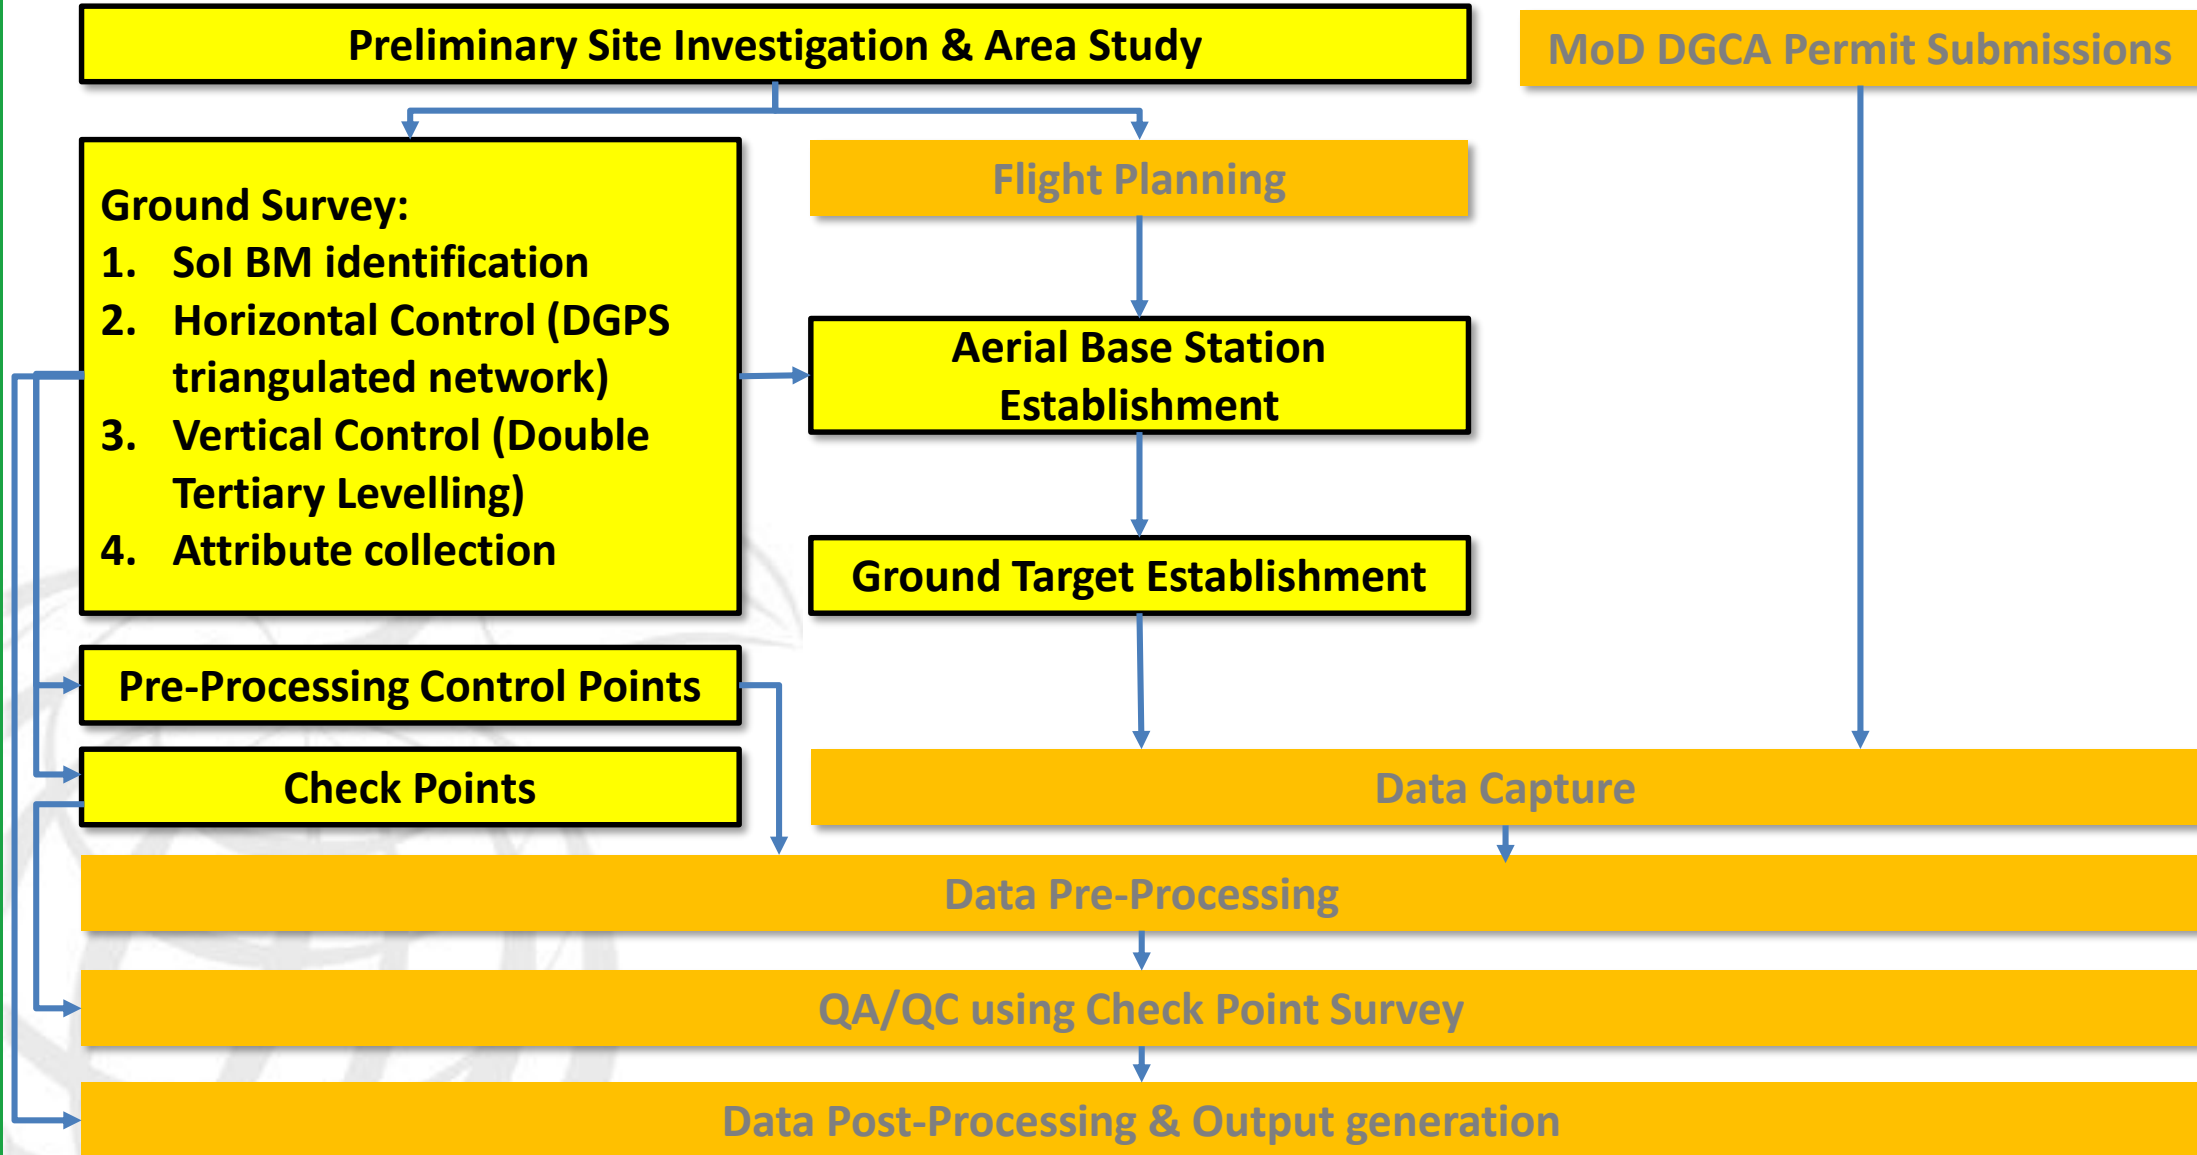 Preliminary Site Investigation & Area Study
MoD DGCA Permit Submissions
Ground Survey:
1. SoI BM identification
2. Horizontal Control (DGPS
triangulated network)
3. Vertical Control (Double
Tertiary Levelling)
4. Attribute collection
Flight Planning
Aerial Base Station
Establishment
Ground Target Establishment
Pre-Processing Control Points
Check Points
Data Capture
Data Pre-Processing
QA/QC using Check Point Survey
Data Post-Processing & Output generation